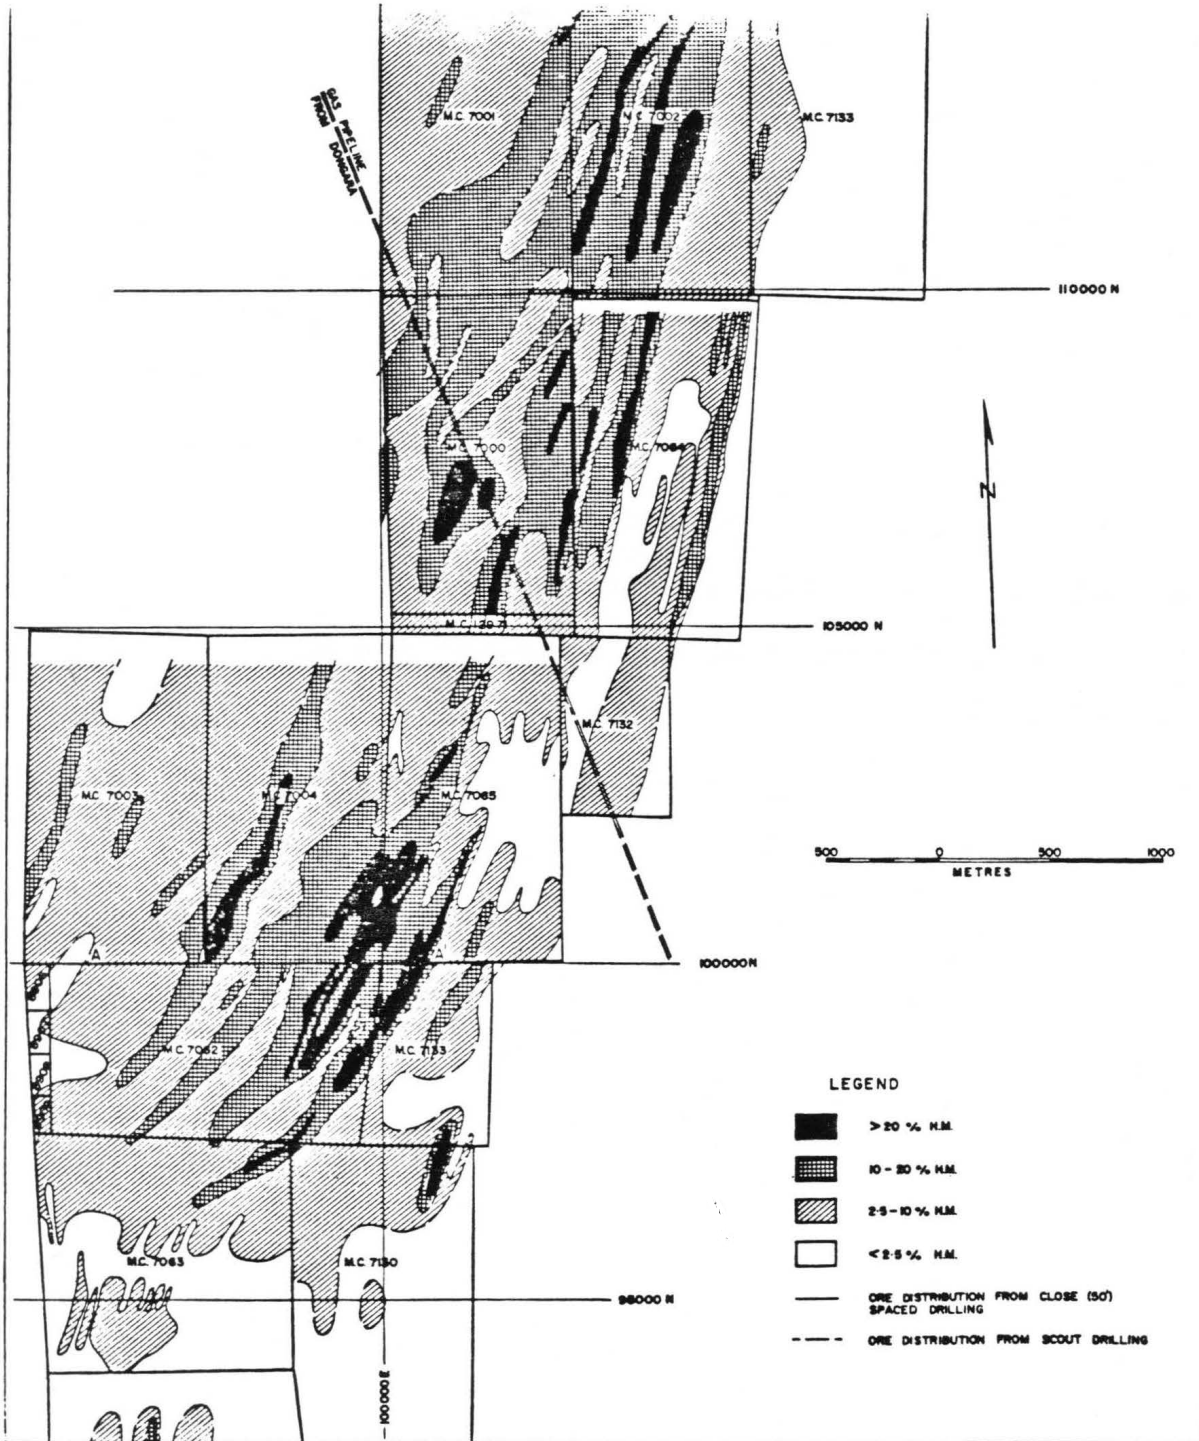 GAS PIPELINE
FROM DONGARA
M.C. 7001
M.C. 7002
M.C. 7133
110000 N
M.C. 7000
M.C. 7064
N
105000 N
M.C. 7132
M.C. 7003
M.C. 7004
M.C. 7065
500 0 500 1000
METRES
A
A
100000 N
M.C. 7062
M.C. 7133
LEGEND
>20 % H.M.
10 - 20 % H.M.
2·5 - 10 % H.M.
< 2·5 % H.M.
M.C. 7063
M.C. 7130
ORE DISTRIBUTION FROM CLOSE (50')
SPACED DRILLING
ORE DISTRIBUTION FROM SCOUT DRILLING
100000 E